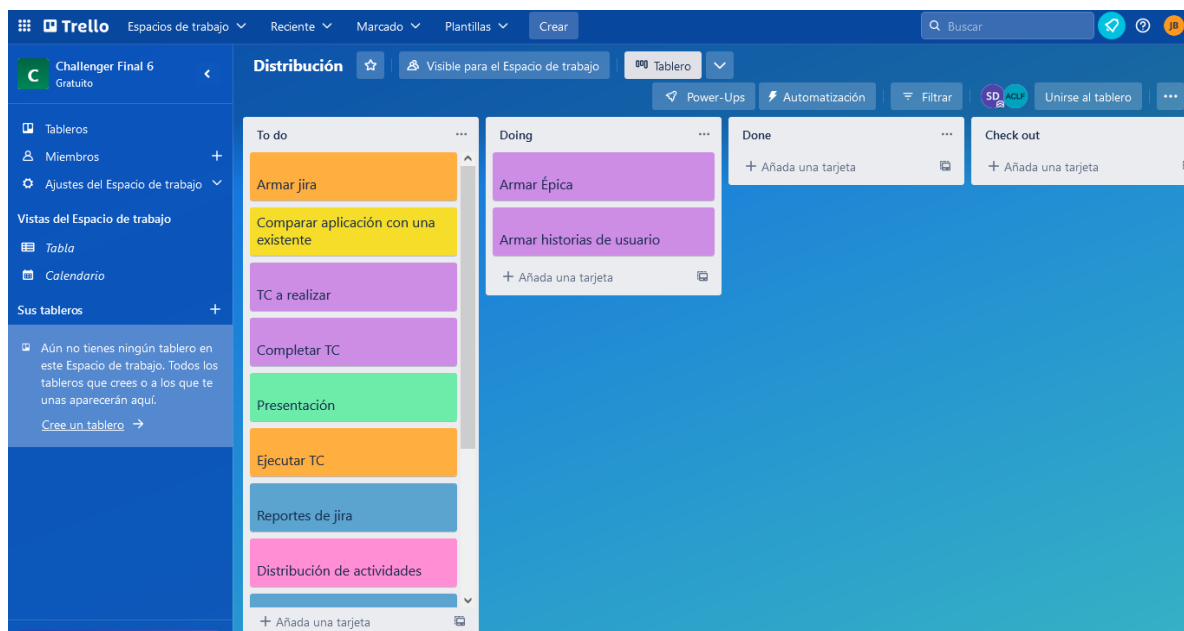 Trello Espacios de trabajo Reciente Marcado Plantillas Crear Buscar JB
C Challenger Final 6
Gratuito
Tableros
Miembros
Ajustes del Espacio de trabajo
Vistas del Espacio de trabajo
Tabla
Calendario
Sus tableros
Aún no tienes ningún tablero en
este Espacio de trabajo. Todos los
tableros que crees o a los que te
unas aparecerán aquí.
Cree un tablero
Distribución Visible para el Espacio de trabajo Tablero
Power-Ups Automatización Filtrar SD ACLF Unirse al tablero
To do
Armar jira
Comparar aplicación con una
existente
TC a realizar
Completar TC
Presentación
Ejecutar TC
Reportes de jira
Distribución de actividades
Añada una tarjeta
Doing
Armar Épica
Armar historias de usuario
Añada una tarjeta
Done
Añada una tarjeta
Check out
Añada una tarjeta